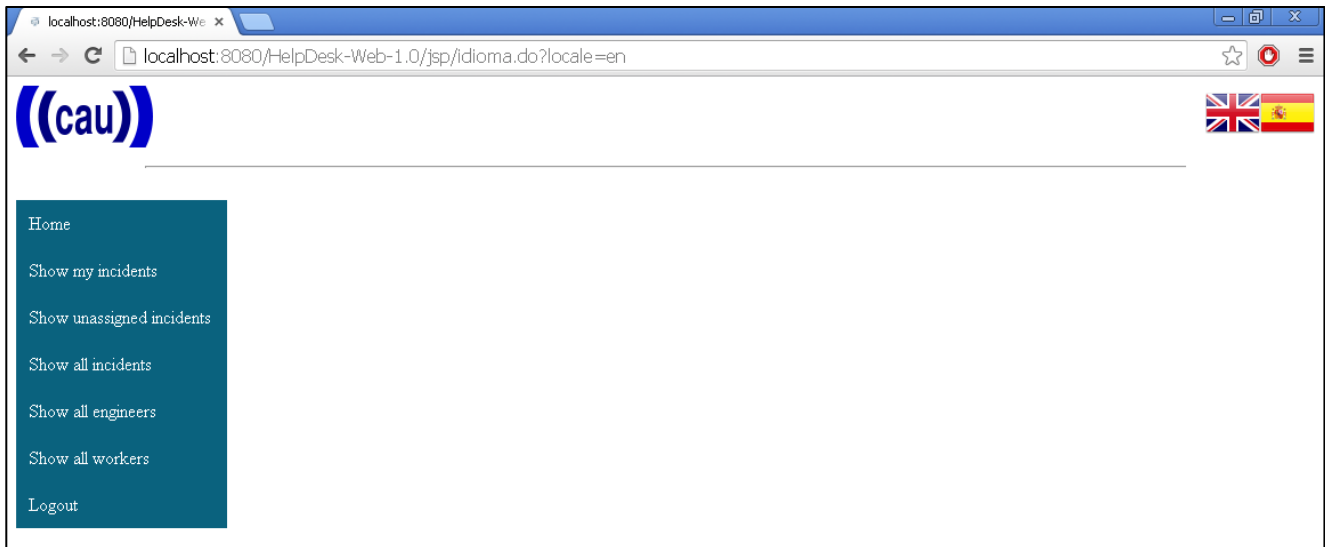 localhost:8080/HelpDesk-We
localhost:8080/HelpDesk-Web-1.0/jsp/idioma.do?locale=en
((cau))
Home
Show my incidents
Show unassigned incidents
Show all incidents
Show all engineers
Show all workers
Logout